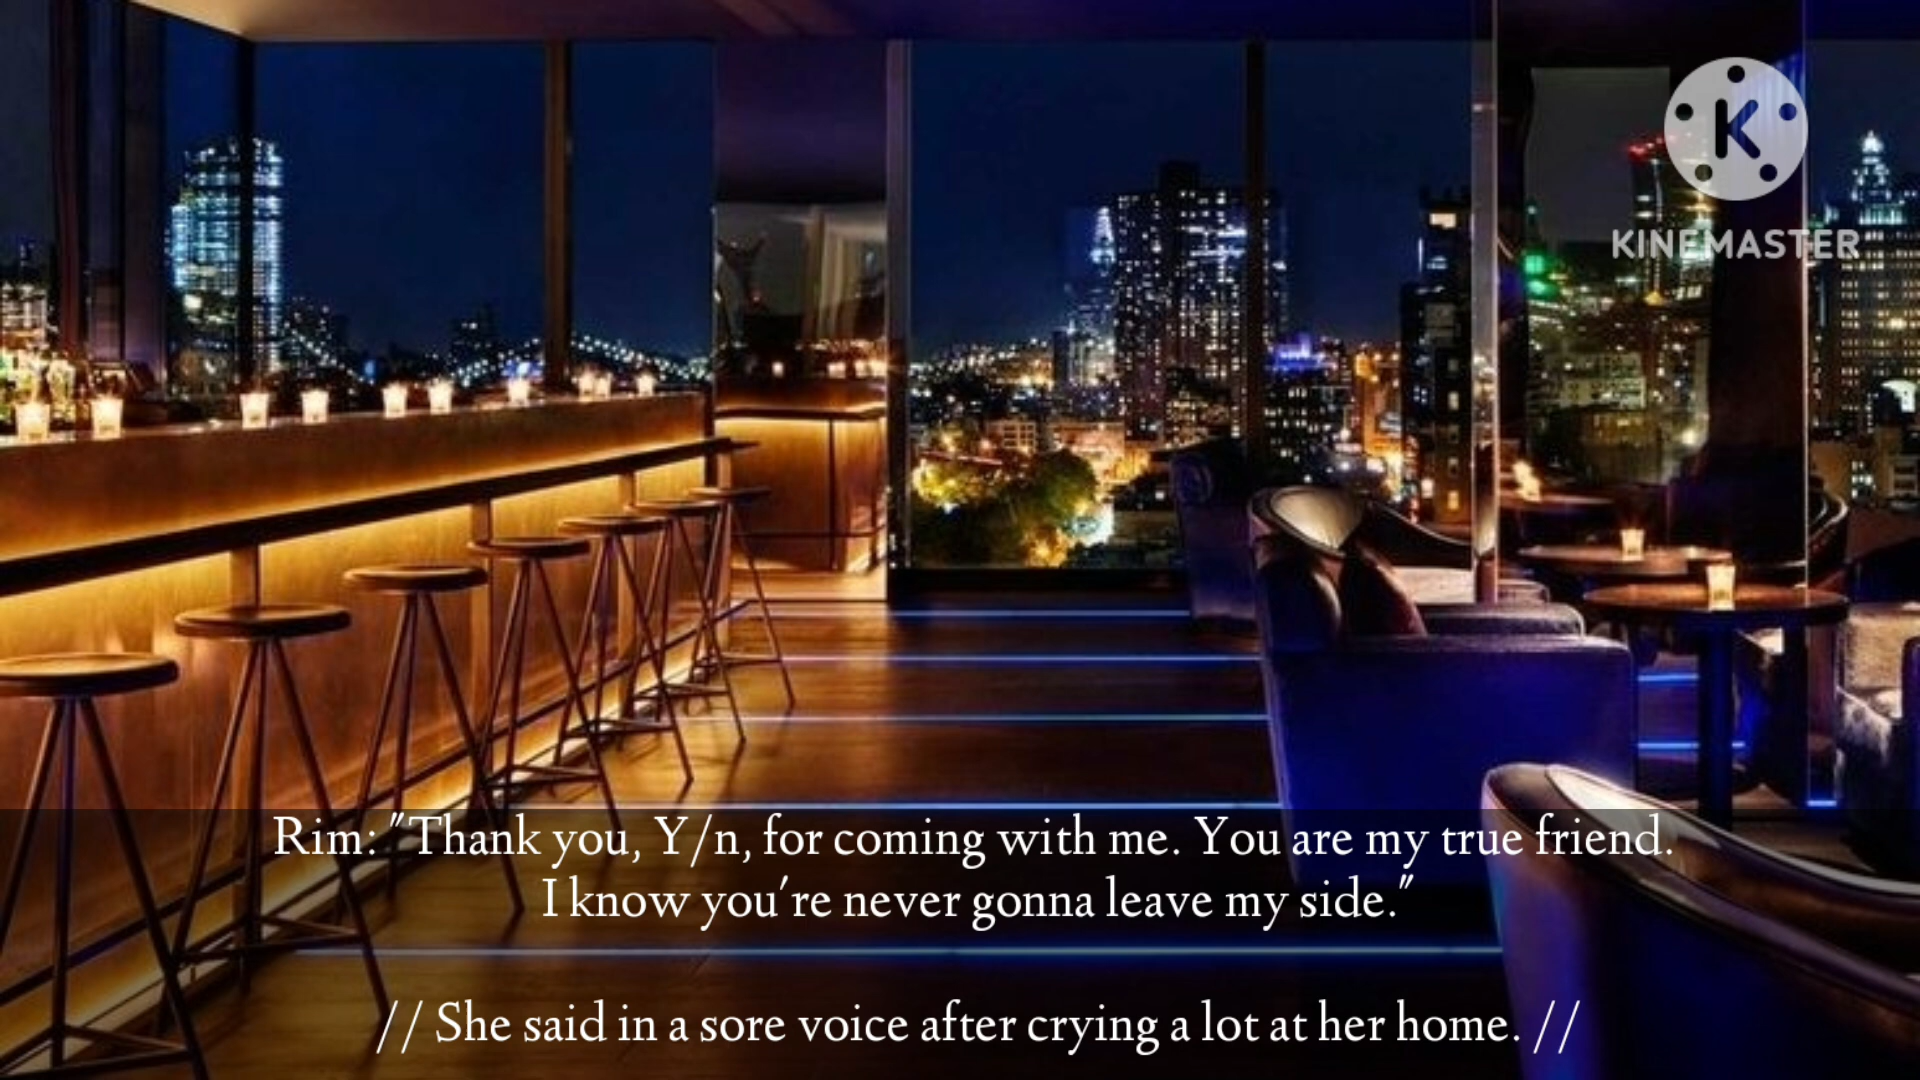 K
KINEMASTER
Rim: "Thank you, Y/n, for coming with me. You are my true friend.
I know you're never gonna leave my side."
// She said in a sore voice after crying a lot at her home. //